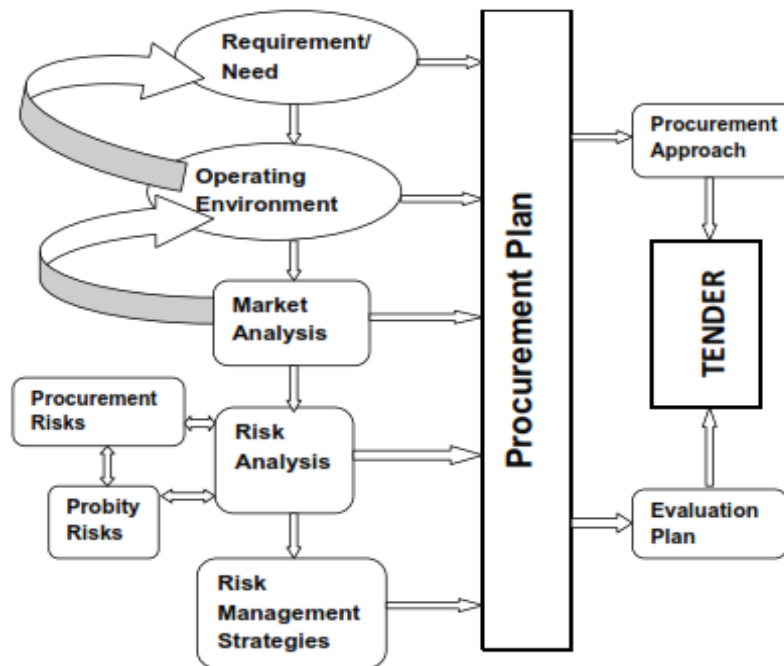 Requirement/
Need
Operating
Environment
Market
Analysis
Procurement
Risks
Risk
Analysis
Probity
Risks
Risk
Management
Strategies
Procurement Plan
Procurement
Approach
TENDER
Evaluation
Plan